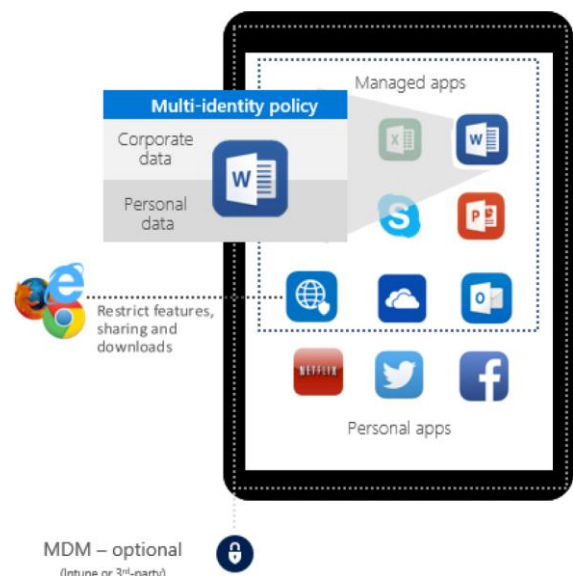 Managed apps
Multi-identity policy
Corporate
data
W
Personal
data
X
W
S
P
O
NETFLIX
Restrict features,
sharing and
downloads
Personal apps
MDM – optional
(Intune or 3rd-party)